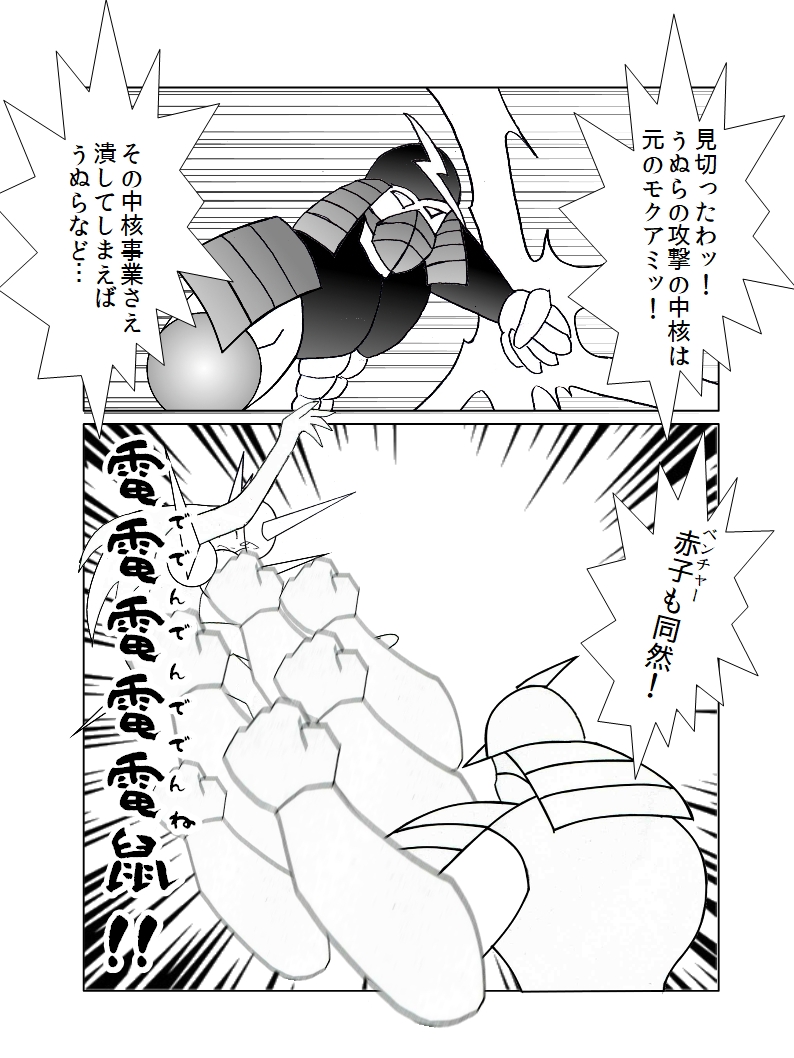 見切ったわッ！
うぬらの攻撃の中核は
元のモクアミッ！
その中核事業さえ
潰してしまえば
うぬらなど…
赤子も同然！
ベンチャー
電電電電電鼠!!
でーでんでんでででんね